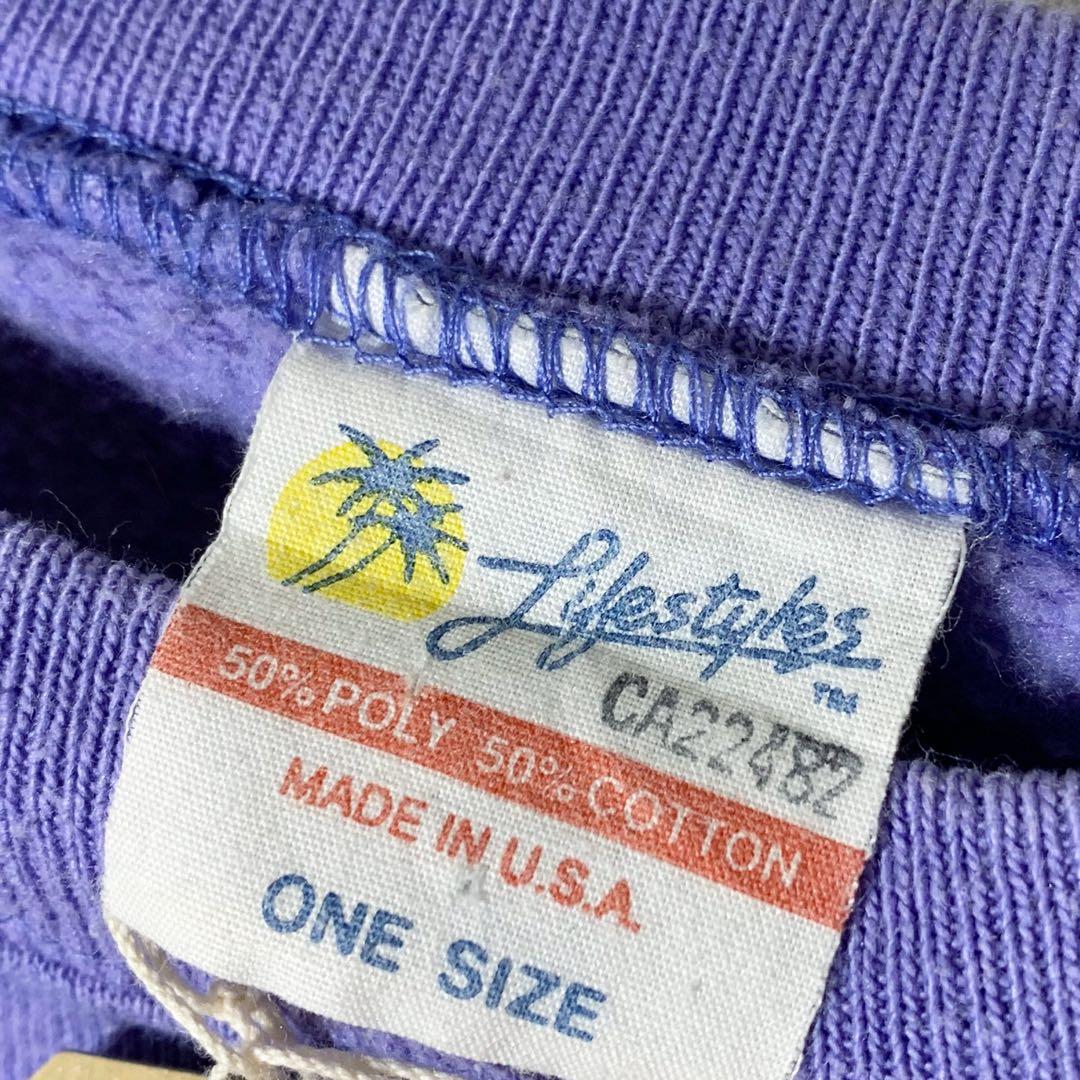 Lifestyles
TM
CA22482
50% POLY 50% COTTON
MADE IN U.S.A.
ONE SIZE